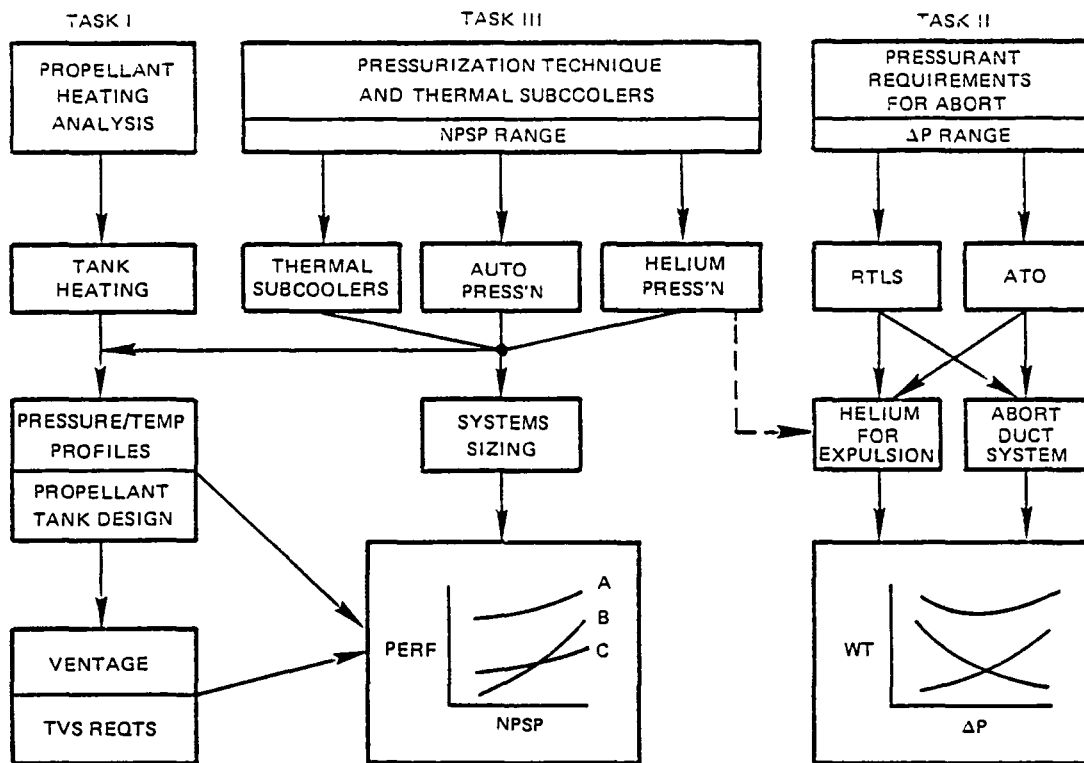 TASK I
PROPELLANT
HEATING
ANALYSIS
TANK
HEATING
PRESSURE/TEMP
PROFILES
PROPELLANT
TANK DESIGN
VENTAGE
TVS REQTS
TASK III
PRESSURIZATION TECHNIQUE
AND THERMAL SUBCCOLERS
NPSP RANGE
THERMAL
SUBCOOLERS
AUTO
PRESS'N
HELIUM
PRESS'N
SYSTEMS
SIZING
PERF
A
B
C
NPSP
TASK II
PRESSURANT
REQUIREMENTS
FOR ABORT
ΔP RANGE
RTLS
ATO
HELIUM
FOR
EXPULSION
ABORT
DUCT
SYSTEM
WT
ΔP